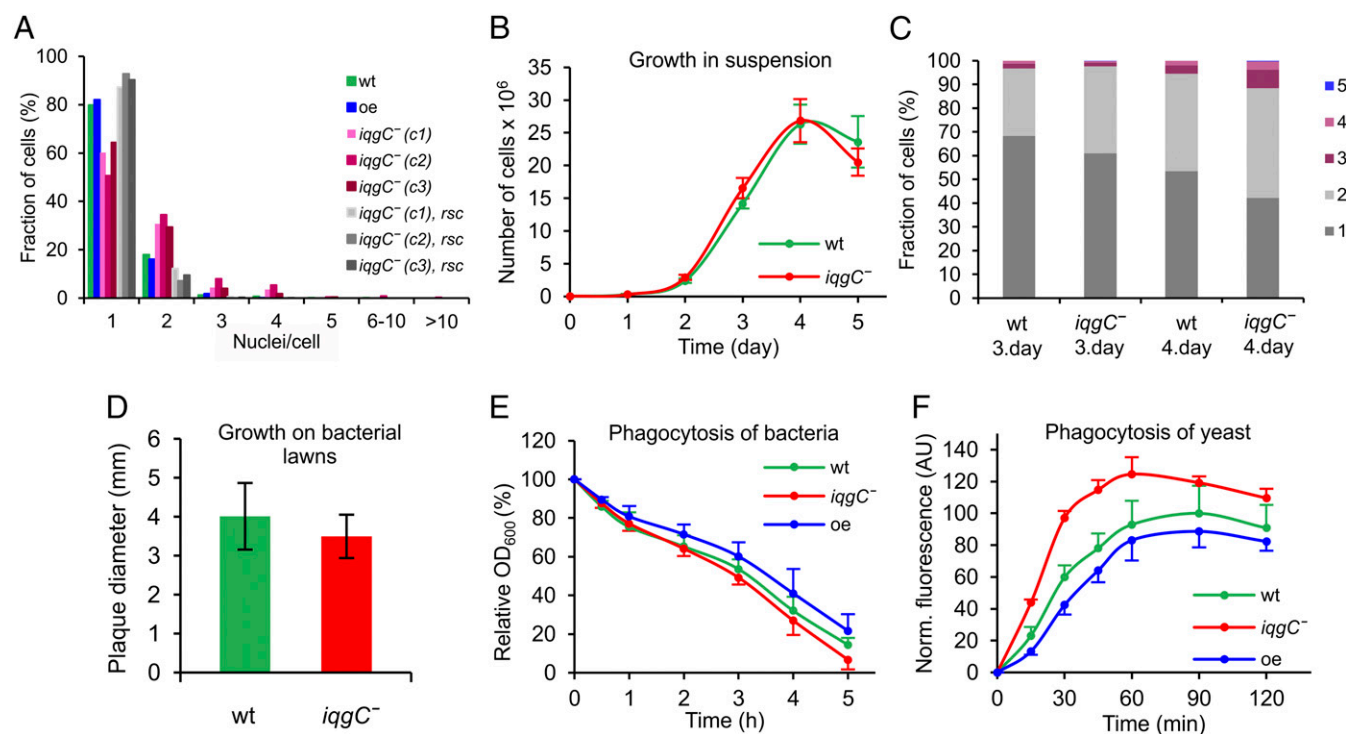 A
Fraction of cells (%)
100
80
60
40
20
0
1
2
3
4
5
6-10
>10
Nuclei/cell
wt
oe
iqgC⁻ (c1)
iqgC⁻ (c2)
iqgC⁻ (c3)
iqgC⁻ (c1), rsc
iqgC⁻ (c2), rsc
iqgC⁻ (c3), rsc
B
Growth in suspension
Number of cells x 10⁶
35
30
25
20
15
10
5
0
0
1
2
3
4
5
Time (day)
wt
iqgC⁻
C
Fraction of cells (%)
100
90
80
70
60
50
40
30
20
10
0
wt
3.day
iqgC⁻
3.day
wt
4.day
iqgC⁻
4.day
5
4
3
2
1
D
Growth on bacterial
lawns
Plaque diameter (mm)
6
5
4
3
2
1
0
wt
iqgC⁻
E
Phagocytosis of bacteria
Relative OD₆₀₀ (%)
120
100
80
60
40
20
0
0
1
2
3
4
5
Time (h)
wt
iqgC⁻
oe
F
Phagocytosis of yeast
Norm. fluorescence (AU)
140
120
100
80
60
40
20
0
0
30
60
90
120
Time (min)
wt
iqgC⁻
oe